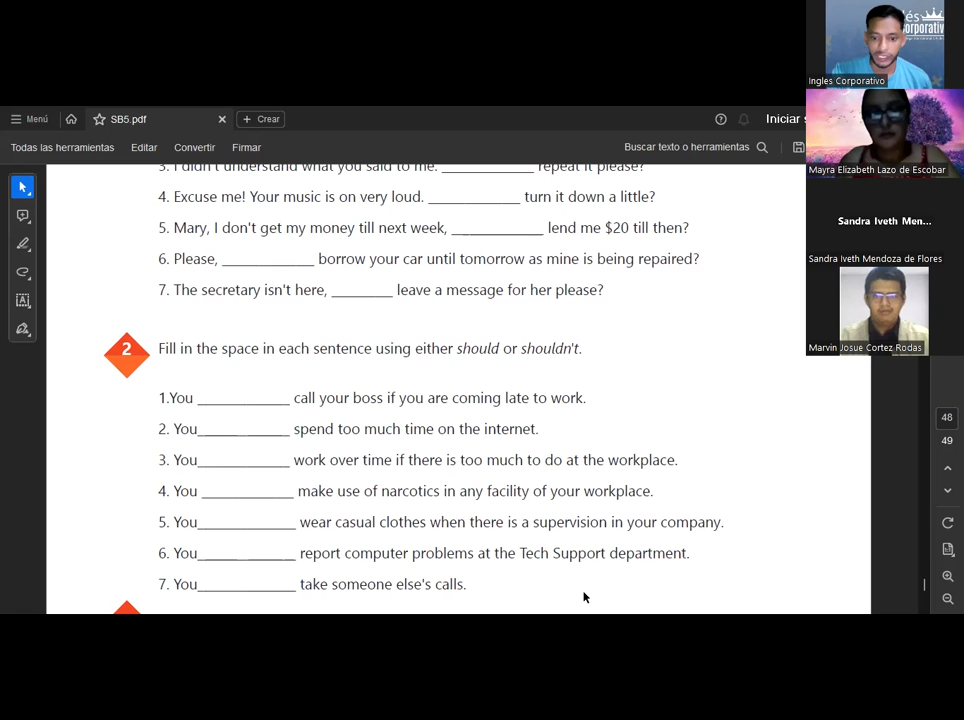 és
Corporativo
Ingles Corporativo
Menú
SB5.pdf
Crear
Iniciar s
Todas las herramientas
Editar
Convertir
Firmar
Buscar texto o herramientas
Mayra Elizabeth Lazo de Escobar
Sandra Iveth Men...
Sandra Iveth Mendoza de Flores
Marvin Josue Cortez Rodas
3. I didn't understand what you said to me. ____________ repeat it please?
4. Excuse me! Your music is on very loud. ____________ turn it down a little?
5. Mary, I don't get my money till next week, ____________ lend me $20 till then?
6. Please, ____________ borrow your car until tomorrow as mine is being repaired?
7. The secretary isn't here, ________ leave a message for her please?
2
Fill in the space in each sentence using either should or shouldn't.
1.You ____________ call your boss if you are coming late to work.
2. You____________ spend too much time on the internet.
3. You____________ work over time if there is too much to do at the workplace.
4. You ____________ make use of narcotics in any facility of your workplace.
5. You_____________ wear casual clothes when there is a supervision in your company.
6. You_____________ report computer problems at the Tech Support department.
7. You_____________ take someone else's calls.
48
49